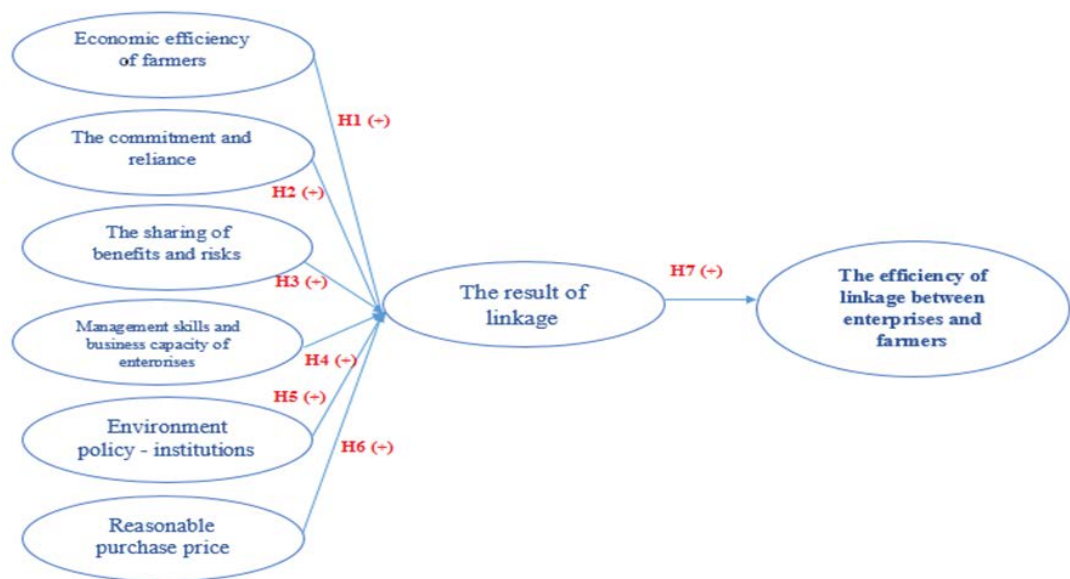 Economic efficiency
of farmers
H1 (+)
The commitment and
reliance
H2 (+)
The sharing of
benefits and risks
H3 (+)
Management skills and
business capacity of
enterprises
H4 (+)
H5 (+)
Environment
policy - institutions
H6 (+)
Reasonable
purchase price
The result of
linkage
H7 (+)
The efficiency of
linkage between
enterprises and
farmers